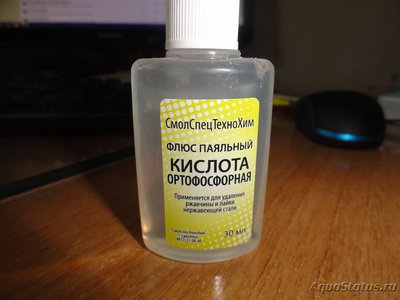 СмолСпецТехноХим
ФЛЮС ПАЯЛЬНЫЙ
КИСЛОТА
ОРТОФОСФОРНАЯ
Применяется для удаления
ржавчины и пайки
нержавеющей стали
30 мл
AquaStatus.ru